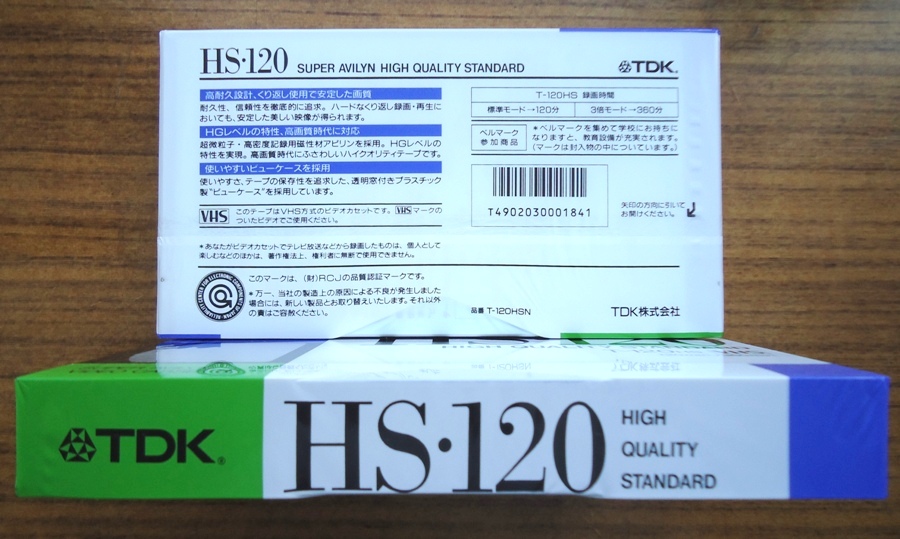 HS·120 SUPER AVILYN HIGH QUALITY STANDARD
TDK.
高耐久設計、くり返し使用で安定した画質
耐久性、信頼性を徹底的に追求。ハードなくり返し録画・再生に
おいても、安定した美しい映像が得られます。
HGレベルの特性、高画質時代に対応
超微粒子・高密度記録用磁性材アビリンを採用。HGレベルの
特性を実現。高画質時代にふさわしいハイクオリティテープです。
使いやすいビューケースを採用
使いやすさ、テープの保存性を追求した、透明窓付きプラスチック
製"ビューケース"を採用しています。
VHS このテープはVHS方式のビデオカセットです。VHSマークの
ついたビデオでご使用ください。
*あなたがビデオカセットでテレビ放送などから録画したものは、個人として
楽しむなどのほかは、著作権法上、権利者に無断で使用できません。
このマークは、(財)RCJの品質認証マークです。
*万一、当社の製造上の原因による不良が発生しました
場合には、新しい製品とお取り替えいたします。それ以外
の責はご容赦ください。
T-120HS 録画時間
標準モード→120分 3倍モード→360分
ベルマーク
参加商品
*ベルマークを集めて学校にお持ちに
なりますと、教育設備が充実されます。
(マークは封入物の中についています。)
T4902030001841
矢印の方向に引いて
お開けください。
品番 T-120HSN
TDK株式会社
TDK®
HS·120
HIGH
QUALITY
STANDARD